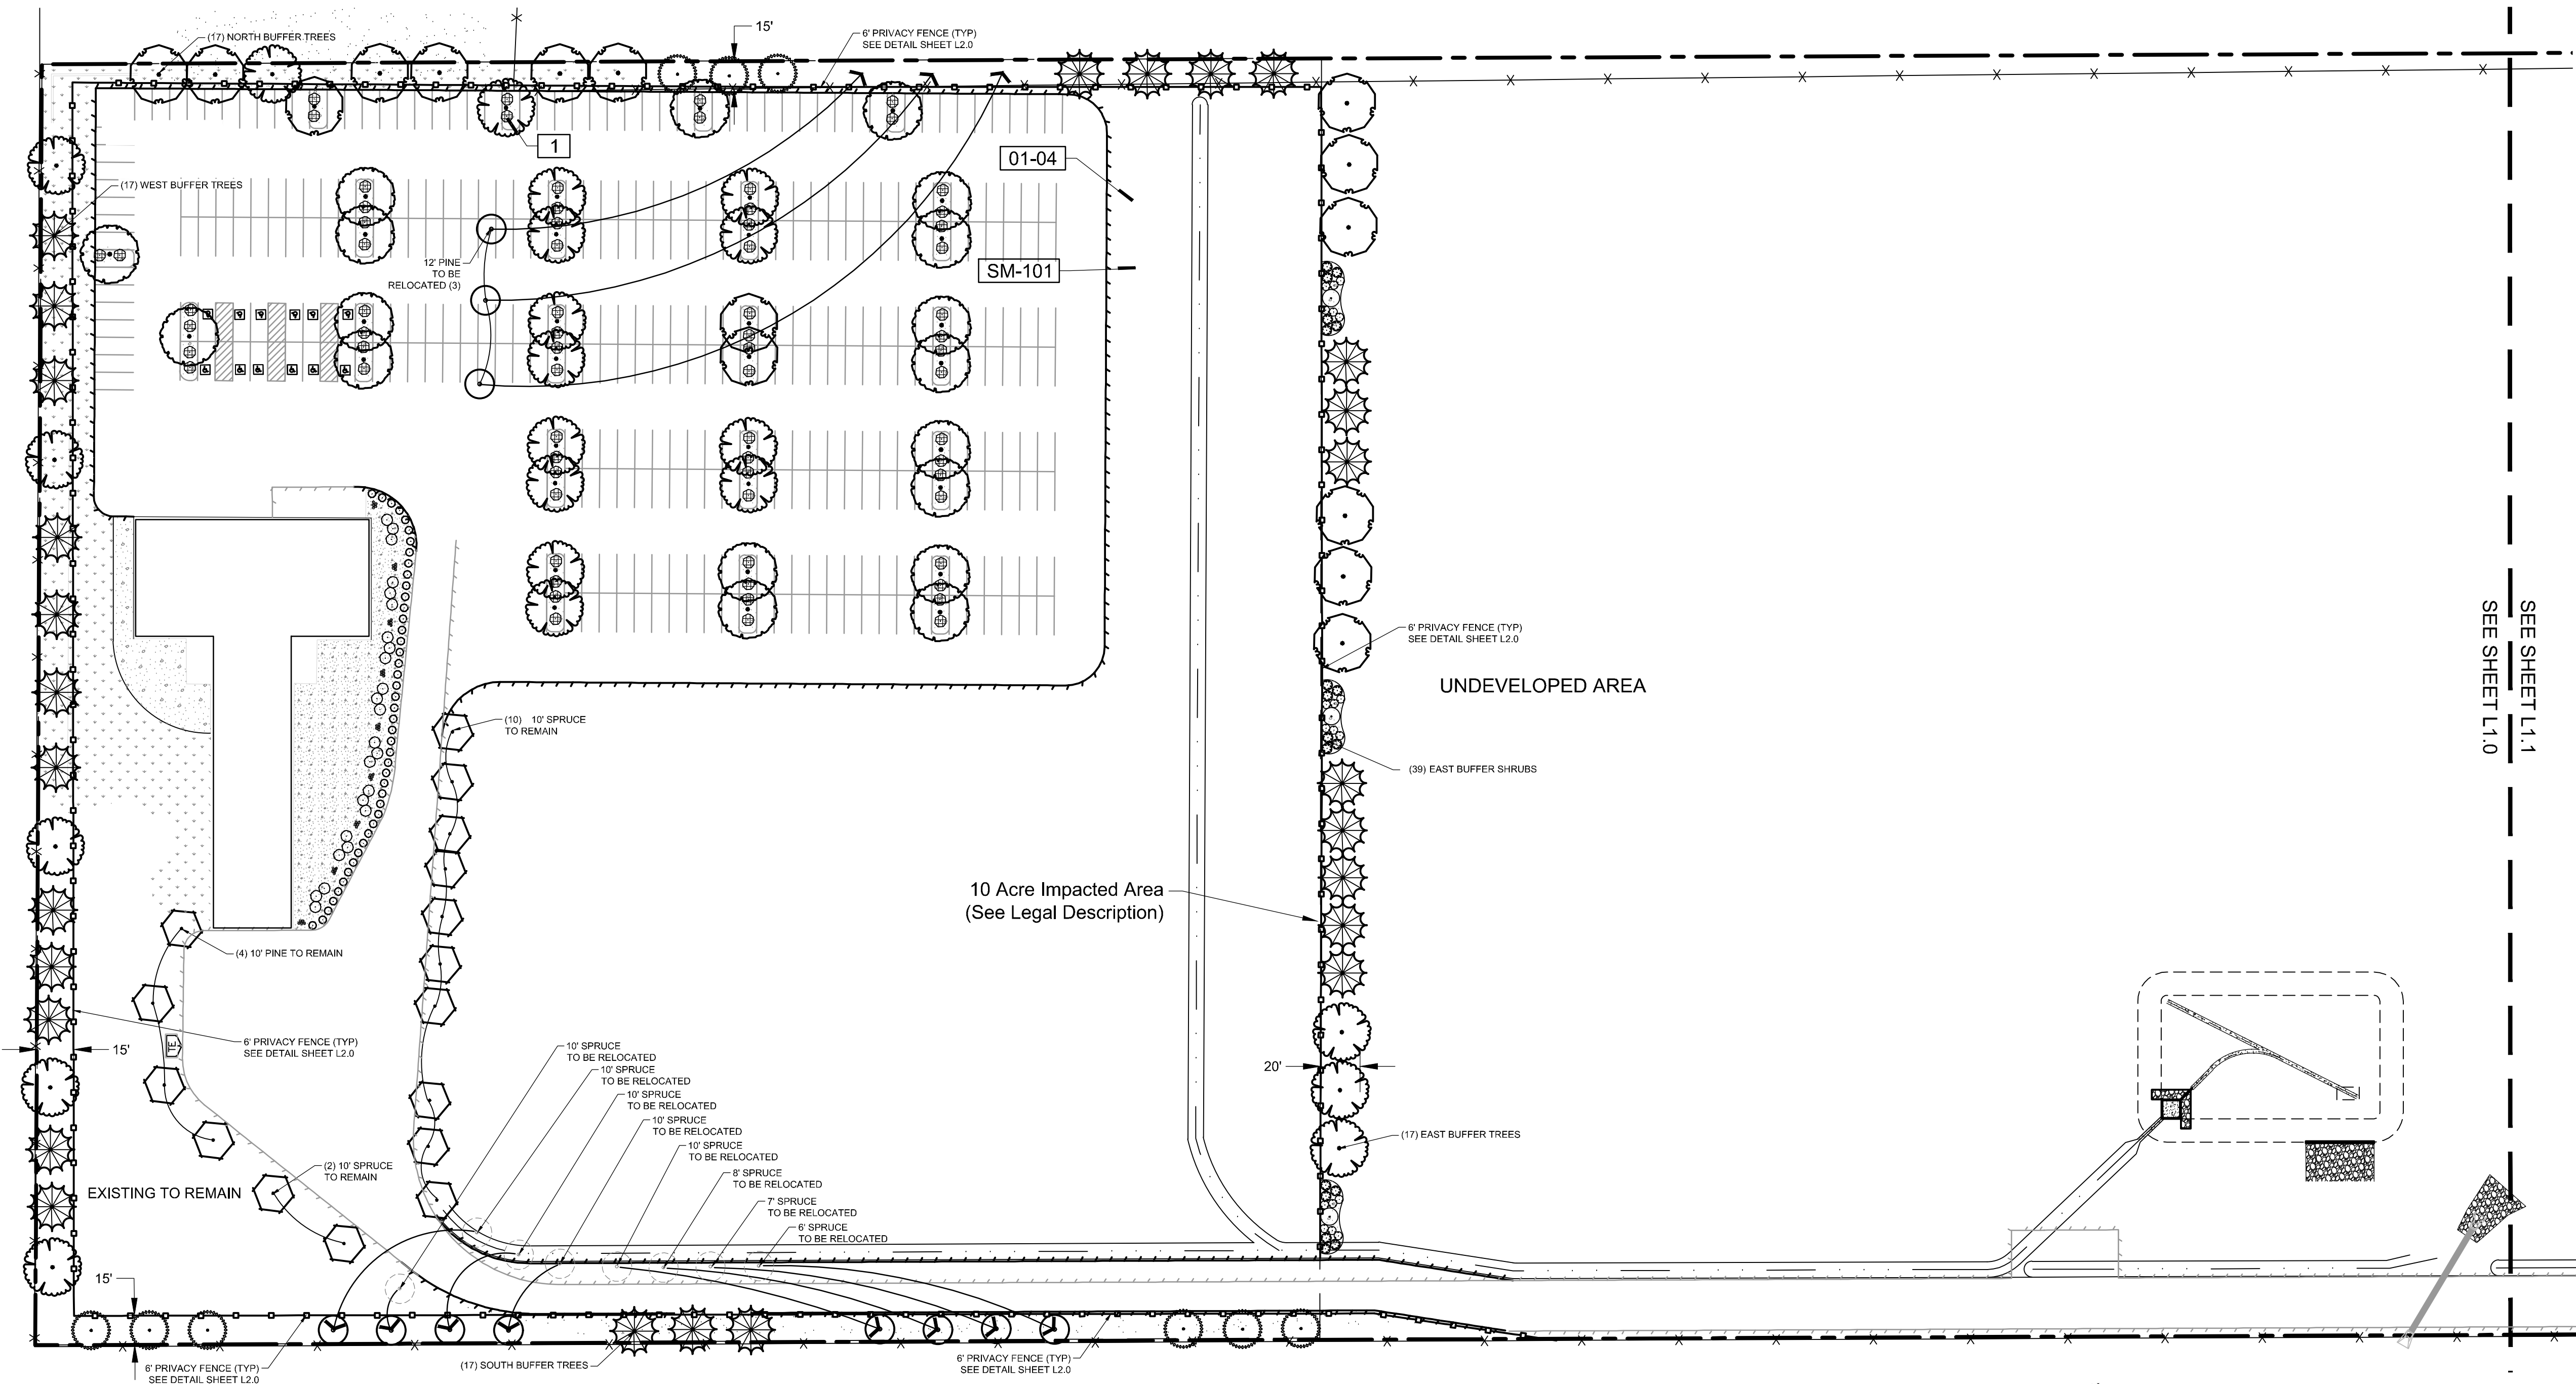 15'
(17) NORTH BUFFER TREES
6' PRIVACY FENCE (TYP)
SEE DETAIL SHEET L2.0
1
01-04
(17) WEST BUFFER TREES
12' PINE
TO BE
RELOCATED (3)
SM-101
6' PRIVACY FENCE (TYP)
SEE DETAIL SHEET L2.0
UNDEVELOPED AREA
SEE SHEET L1.1
SEE SHEET L1.0
(10) 10' SPRUCE
TO REMAIN
(39) EAST BUFFER SHRUBS
10 Acre Impacted Area
(See Legal Description)
(4) 10' PINE TO REMAIN
TE
6' PRIVACY FENCE (TYP)
SEE DETAIL SHEET L2.0
15'
10' SPRUCE
TO BE RELOCATED
10' SPRUCE
TO BE RELOCATED
20'
10' SPRUCE
TO BE RELOCATED
10' SPRUCE
TO BE RELOCATED
10' SPRUCE
TO BE RELOCATED
(17) EAST BUFFER TREES
(2) 10' SPRUCE
TO REMAIN
8' SPRUCE
TO BE RELOCATED
EXISTING TO REMAIN
7' SPRUCE
TO BE RELOCATED
6' SPRUCE
TO BE RELOCATED
15'
6' PRIVACY FENCE (TYP)
SEE DETAIL SHEET L2.0
(17) SOUTH BUFFER TREES
6' PRIVACY FENCE (TYP)
SEE DETAIL SHEET L2.0